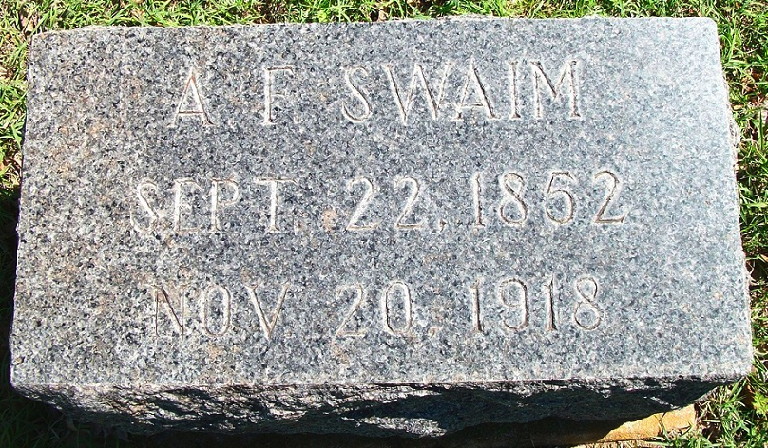 A. F. SWAIM
SEPT. 22, 1852
NOV. 20, 1918